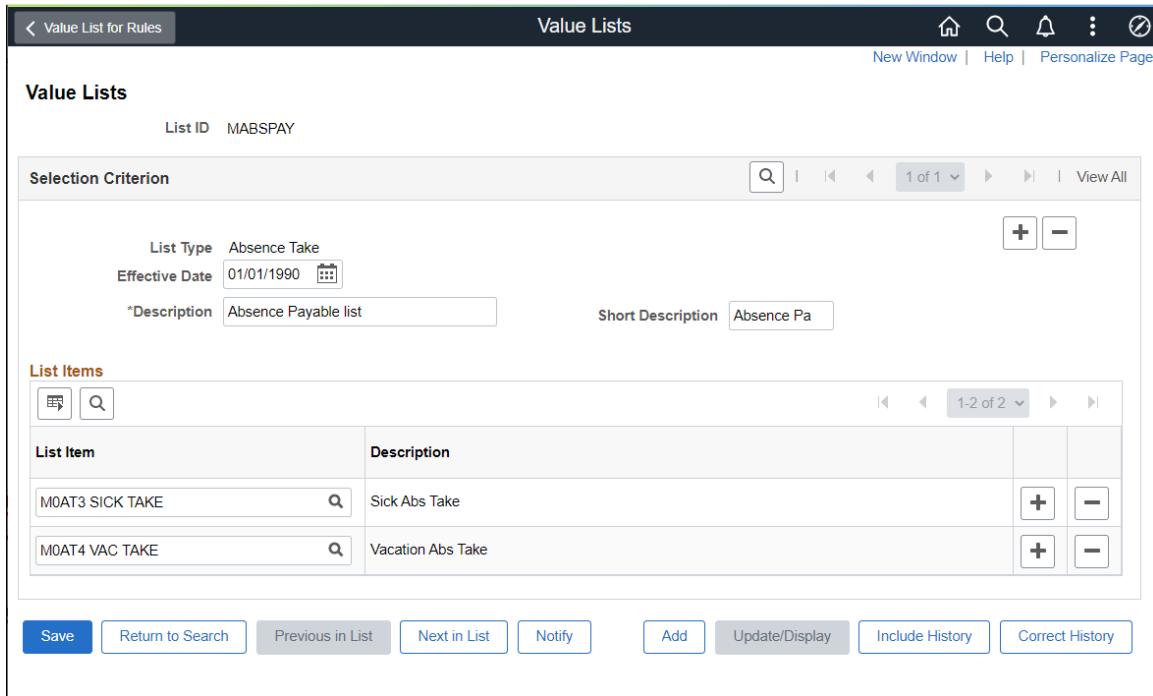 Value List for Rules
Value Lists
New Window | Help | Personalize Page
Value Lists
List ID MABSPAY
Selection Criterion 1 of 1 View All
List Type Absence Take
Effective Date 01/01/1990
*Description Absence Payable list Short Description Absence Pa
List Items
1-2 of 2
List Item Description
M0AT3 SICK TAKE Sick Abs Take
M0AT4 VAC TAKE Vacation Abs Take
Save Return to Search Previous in List Next in List Notify Add Update/Display Include History Correct History